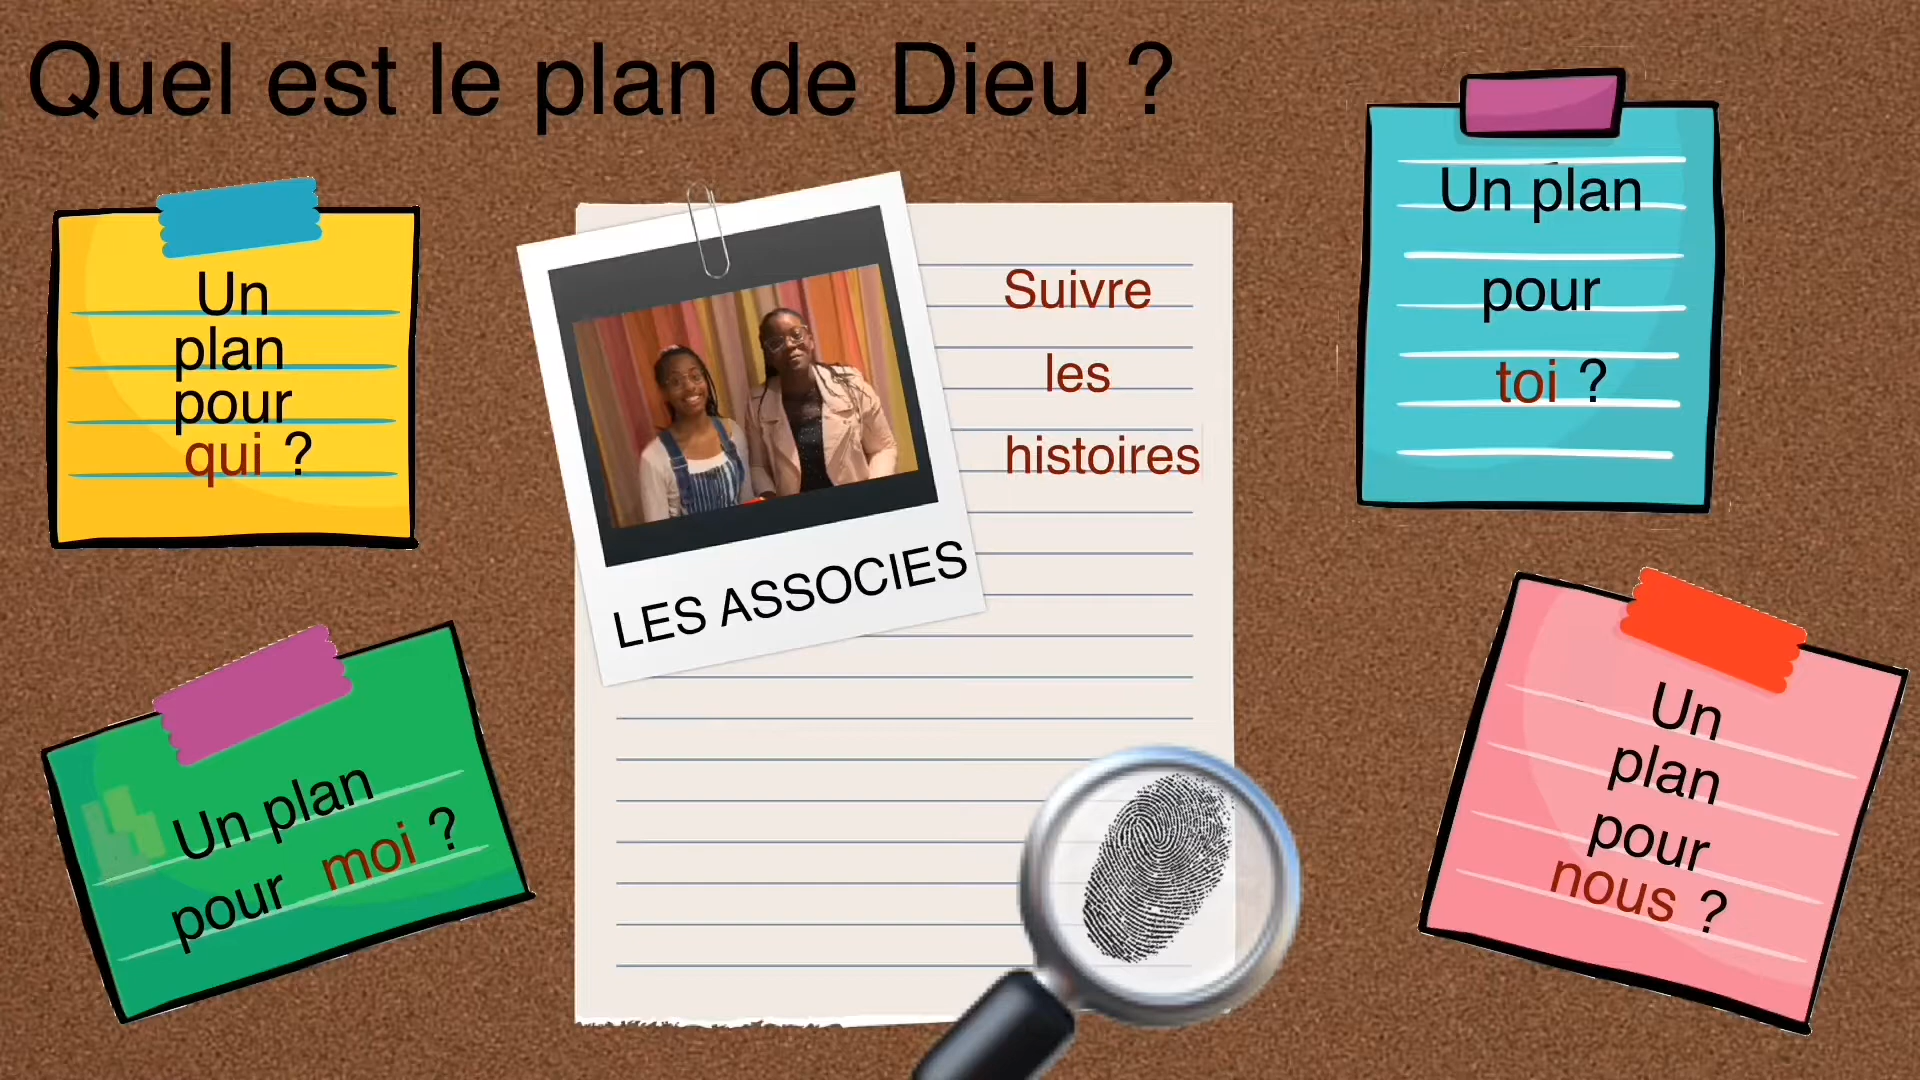 Quel est le plan de Dieu ?
Un
plan
pour
qui ?
Suivre
les
histoires
LES ASSOCIES
Un plan
pour
toi ?
Un plan
pour moi ?
Un
plan
pour
nous ?